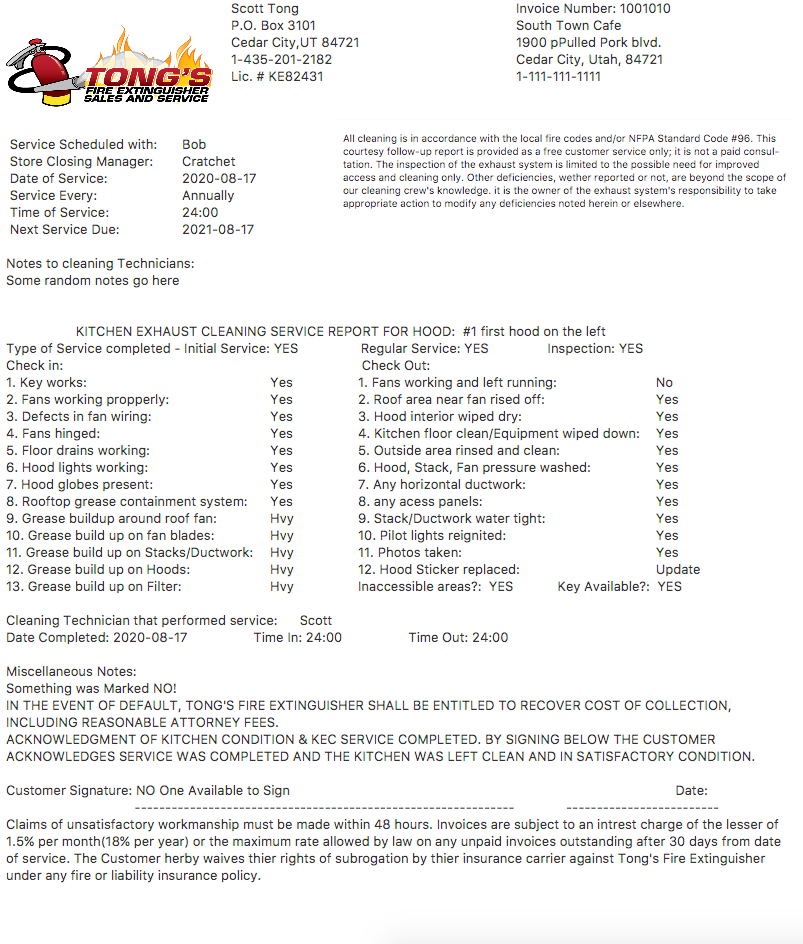 TONG'S
FIRE EXTINGUISHER
SALES AND SERVICE
Scott Tong
P.O. Box 3101
Cedar City,UT 84721
1-435-201-2182
Lic. # KE82431
Invoice Number: 1001010
South Town Cafe
1900 pPulled Pork blvd.
Cedar City, Utah, 84721
1-111-111-1111
Service Scheduled with: Bob
Store Closing Manager: Cratchet
Date of Service: 2020-08-17
Service Every: Annually
Time of Service: 24:00
Next Service Due: 2021-08-17
All cleaning is in accordance with the local fire codes and/or NFPA Standard Code #96. This
courtesy follow-up report is provided as a free customer service only; it is not a paid consul-
tation. The inspection of the exhaust system is limited to the possible need for improved
access and cleaning only. Other deficiencies, wether reported or not, are beyond the scope of
our cleaning crew's knowledge. it is the owner of the exhaust system's responsibility to take
appropriate action to modify any deficiencies noted herein or elsewhere.
Notes to cleaning Technicians:
Some random notes go here
KITCHEN EXHAUST CLEANING SERVICE REPORT FOR HOOD: #1 first hood on the left
Type of Service completed - Initial Service: YES Regular Service: YES Inspection: YES
Check in:
1. Key works: Yes
2. Fans working propperly: Yes
3. Defects in fan wiring: Yes
4. Fans hinged: Yes
5. Floor drains working: Yes
6. Hood lights working: Yes
7. Hood globes present: Yes
8. Rooftop grease containment system: Yes
9. Grease buildup around roof fan: Hvy
10. Grease build up on fan blades: Hvy
11. Grease build up on Stacks/Ductwork: Hvy
12. Grease build up on Hoods: Hvy
13. Grease build up on Filter: Hvy
Check Out:
1. Fans working and left running: No
2. Roof area near fan rised off: Yes
3. Hood interior wiped dry: Yes
4. Kitchen floor clean/Equipment wiped down: Yes
5. Outside area rinsed and clean: Yes
6. Hood, Stack, Fan pressure washed: Yes
7. Any horizontal ductwork: Yes
8. any acess panels: Yes
9. Stack/Ductwork water tight: Yes
10. Pilot lights reignited: Yes
11. Photos taken: Yes
12. Hood Sticker replaced: Update
Inaccessible areas?: YES Key Available?: YES
Cleaning Technician that performed service: Scott
Date Completed: 2020-08-17 Time In: 24:00 Time Out: 24:00
Miscellaneous Notes:
Something was Marked NO!
IN THE EVENT OF DEFAULT, TONG'S FIRE EXTINGUISHER SHALL BE ENTITLED TO RECOVER COST OF COLLECTION,
INCLUDING REASONABLE ATTORNEY FEES.
ACKNOWLEDGMENT OF KITCHEN CONDITION & KEC SERVICE COMPLETED. BY SIGNING BELOW THE CUSTOMER
ACKNOWLEDGES SERVICE WAS COMPLETED AND THE KITCHEN WAS LEFT CLEAN AND IN SATISFACTORY CONDITION.
Customer Signature: NO One Available to Sign Date:
Claims of unsatisfactory workmanship must be made within 48 hours. Invoices are subject to an intrest charge of the lesser of
1.5% per month(18% per year) or the maximum rate allowed by law on any unpaid invoices outstanding after 30 days from date
of service. The Customer herby waives thier rights of subrogation by thier insurance carrier against Tong's Fire Extinguisher
under any fire or liability insurance policy.